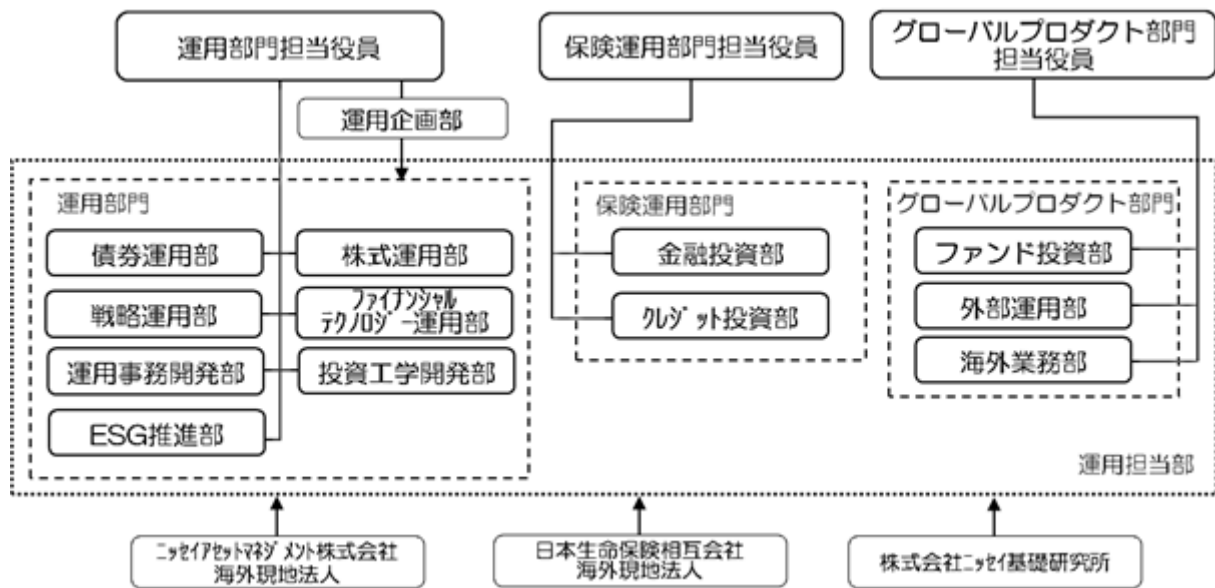 運用部門担当役員
保険運用部門担当役員
グローバルプロダクト部門
担当役員
運用企画部
運用部門
債券運用部
株式運用部
戦略運用部
ファイナンシャル
テクノロジー運用部
運用事務開発部
投資工学開発部
ESG推進部
保険運用部門
金融投資部
クレジット投資部
グローバルプロダクト部門
ファンド投資部
外部運用部
海外業務部
運用担当部
ニッセイアセットマネジメント株式会社
海外現地法人
日本生命保険相互会社
海外現地法人
株式会社ニッセイ基礎研究所